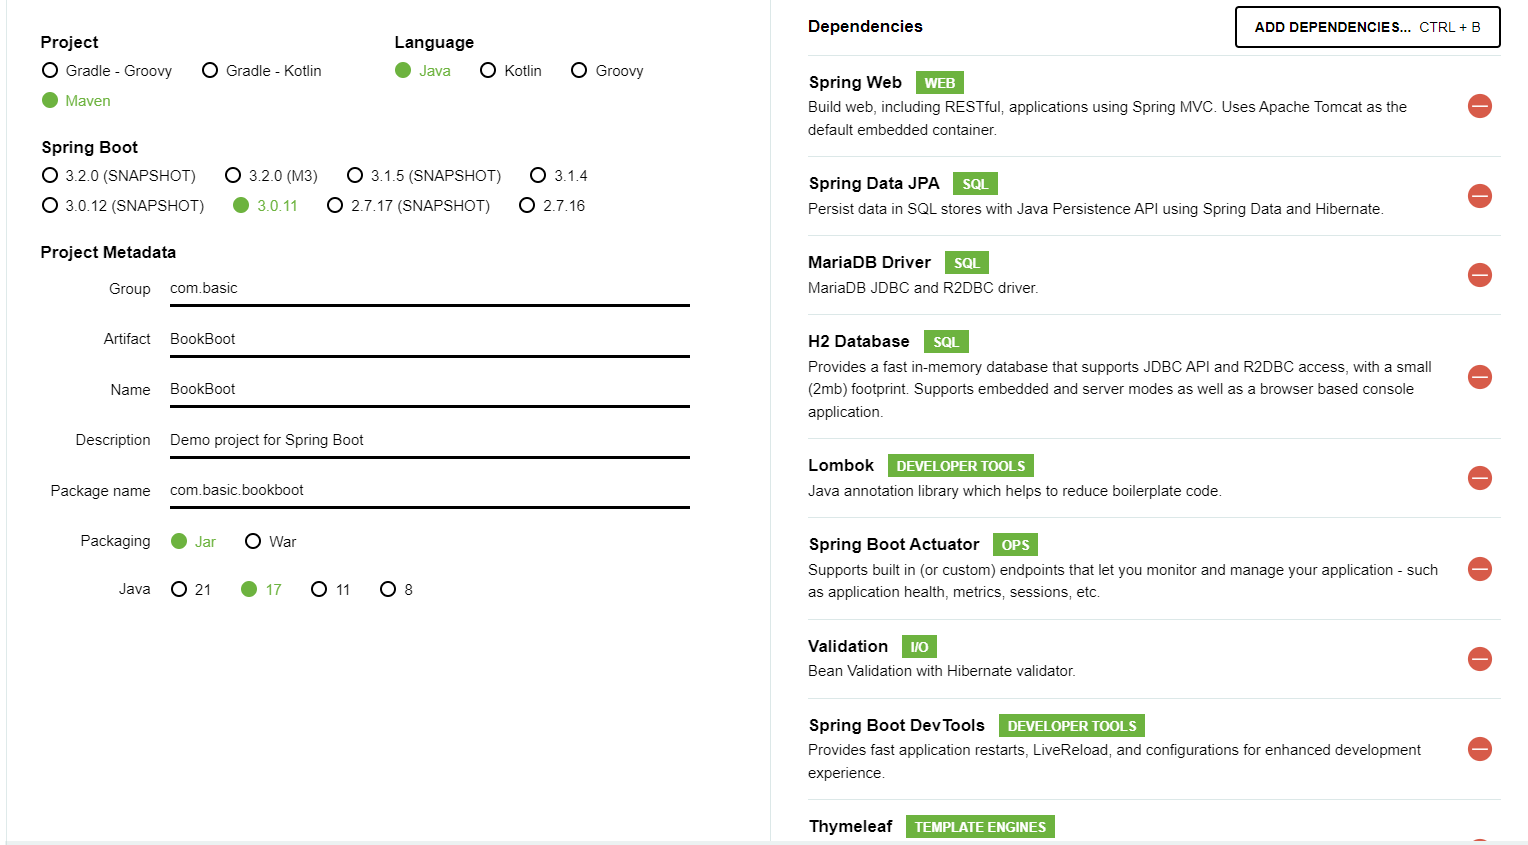 Project
Gradle - Groovy Gradle - Kotlin
Maven
Language
Java Kotlin Groovy
Spring Boot
3.2.0 (SNAPSHOT) 3.2.0 (M3) 3.1.5 (SNAPSHOT) 3.1.4
3.0.12 (SNAPSHOT) 3.0.11 2.7.17 (SNAPSHOT) 2.7.16
Project Metadata
Group com.basic
Artifact BookBoot
Name BookBoot
Description Demo project for Spring Boot
Package name com.basic.bookboot
Packaging Jar War
Java 21 17 11 8
Dependencies
ADD DEPENDENCIES... CTRL + B
Spring Web WEB
Build web, including RESTful, applications using Spring MVC. Uses Apache Tomcat as the
default embedded container.
Spring Data JPA SQL
Persist data in SQL stores with Java Persistence API using Spring Data and Hibernate.
MariaDB Driver SQL
MariaDB JDBC and R2DBC driver.
H2 Database SQL
Provides a fast in-memory database that supports JDBC API and R2DBC access, with a small
(2mb) footprint. Supports embedded and server modes as well as a browser based console
application.
Lombok DEVELOPER TOOLS
Java annotation library which helps to reduce boilerplate code.
Spring Boot Actuator OPS
Supports built in (or custom) endpoints that let you monitor and manage your application - such
as application health, metrics, sessions, etc.
Validation I/O
Bean Validation with Hibernate validator.
Spring Boot DevTools DEVELOPER TOOLS
Provides fast application restarts, LiveReload, and configurations for enhanced development
experience.
Thymeleaf TEMPLATE ENGINES